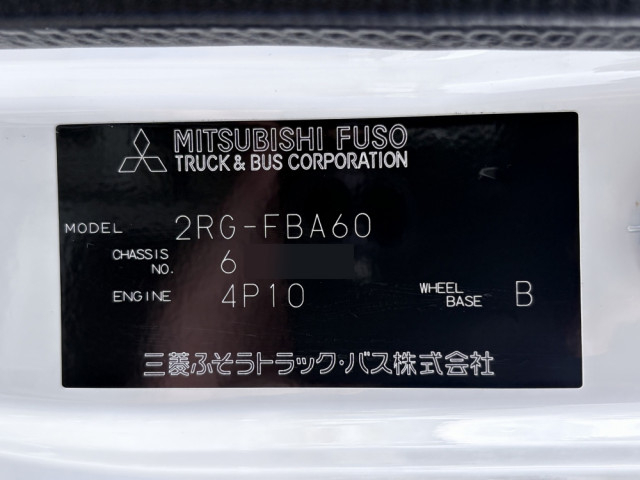 MITSUBISHI FUSO
TRUCK & BUS CORPORATION
MODEL 2RG-FBA60
CHASSIS NO. 6
ENGINE 4P10 WHEEL BASE B
三菱ふそうトラック・バス株式会社